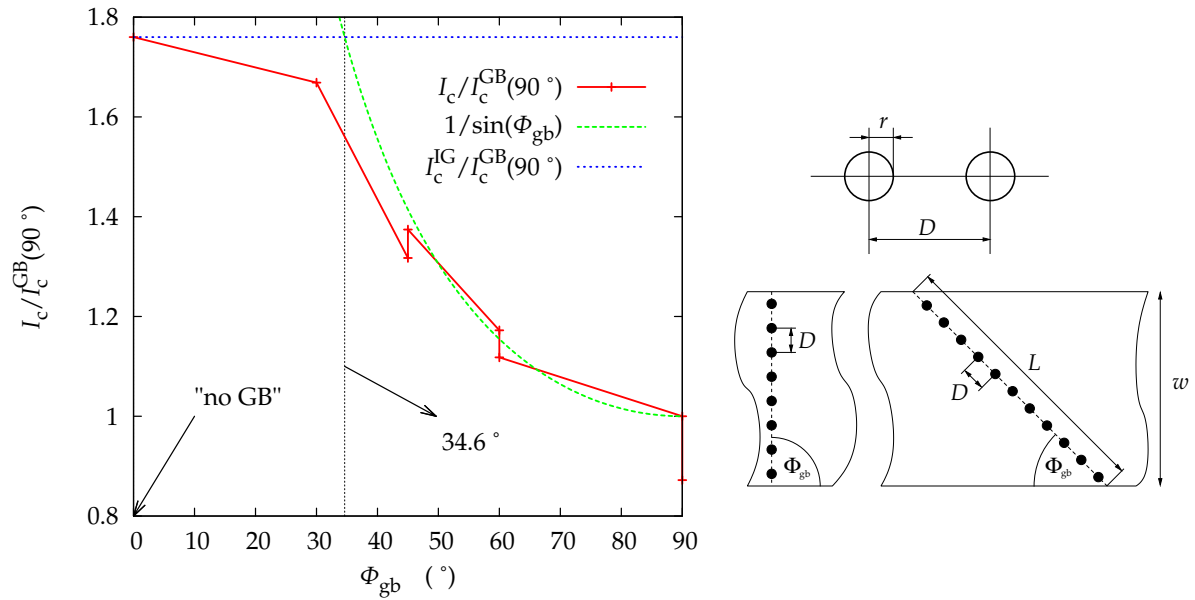 1.8
1.6
1.4
1.2
1
0.8
0 10 20 30 40 50 60 70 80 90
I_c/I_c^GB(90 °)
Φ_gb (°)
I_c/I_c^GB(90 °)
1/sin(Φ_gb)
I_c^IG/I_c^GB(90 °)
"no GB"
34.6 °
r
D
D
Φ_gb
L
D
Φ_gb
w